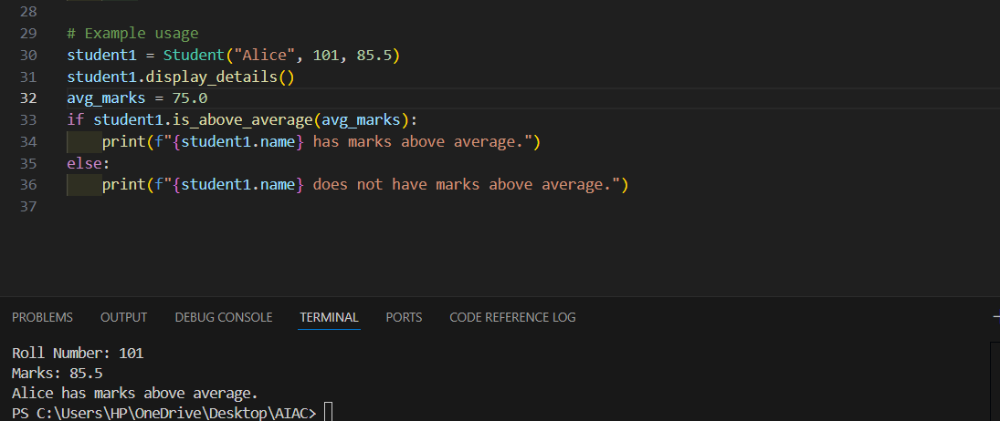 28
29 # Example usage
30 student1 = Student("Alice", 101, 85.5)
31 student1.display_details()
32 avg_marks = 75.0
33 if student1.is_above_average(avg_marks):
34     print(f"{student1.name} has marks above average.")
35 else:
36     print(f"{student1.name} does not have marks above average.")
37
PROBLEMS OUTPUT DEBUG CONSOLE TERMINAL PORTS CODE REFERENCE LOG
Roll Number: 101
Marks: 85.5
Alice has marks above average.
PS C:\Users\HP\OneDrive\Desktop\AIAC>